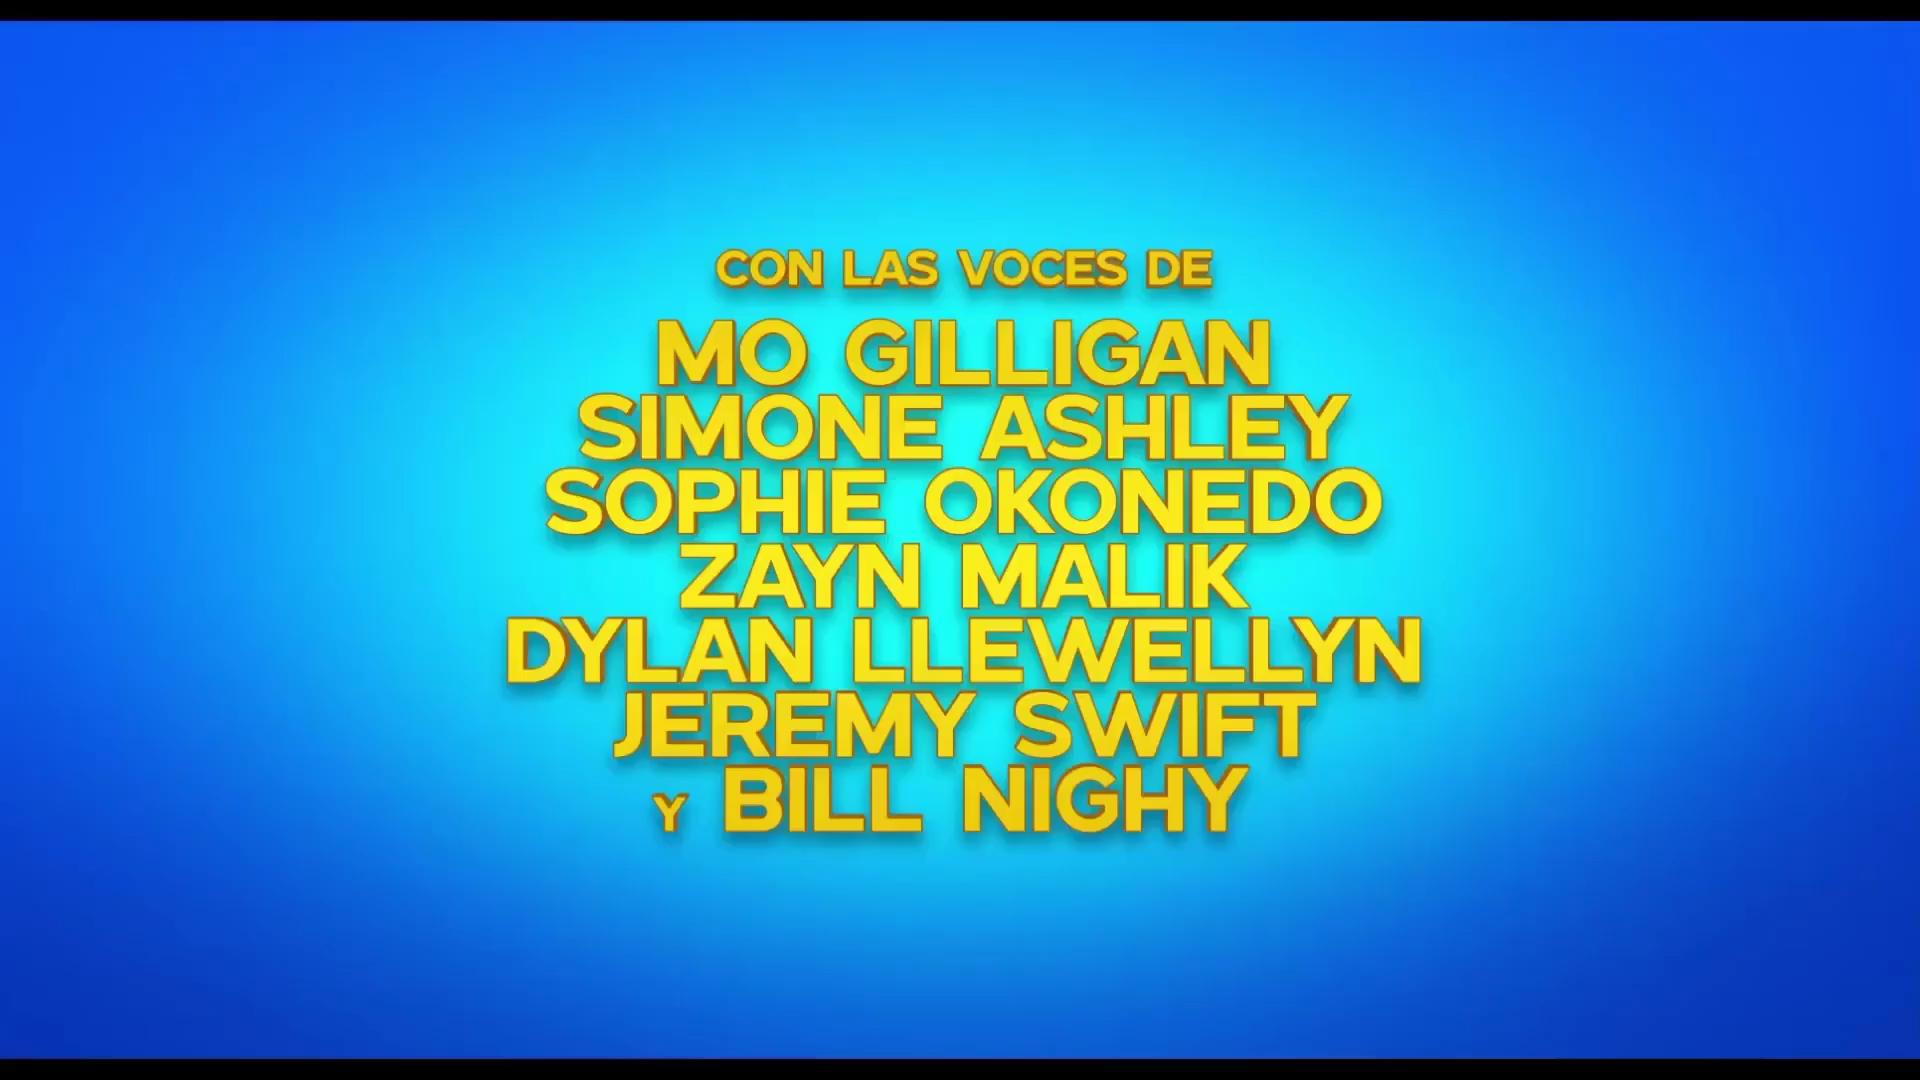 CON LAS VOCES DE
MO GILLIGAN
SIMONE ASHLEY
SOPHIE OKONEDO
ZAYN MALIK
DYLAN LLEWELLYN
JEREMY SWIFT
Y BILL NIGHY